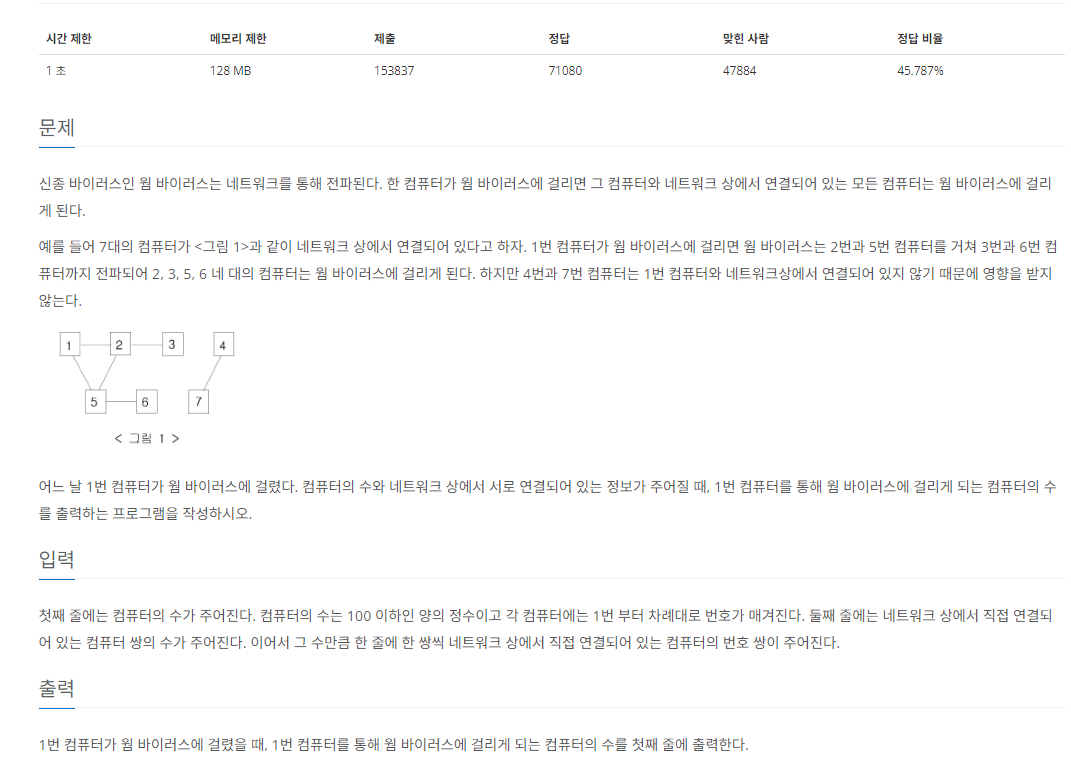 시간 제한 메모리 제한 제출 정답 맞힌 사람 정답 비율
1 초 128 MB 153837 71080 47884 45.787%
문제
신종 바이러스인 웜 바이러스는 네트워크를 통해 전파된다. 한 컴퓨터가 웜 바이러스에 걸리면 그 컴퓨터와 네트워크 상에서 연결되어 있는 모든 컴퓨터는 웜 바이러스에 걸리
게 된다.
예를 들어 7대의 컴퓨터가 <그림 1>과 같이 네트워크 상에서 연결되어 있다고 하자. 1번 컴퓨터가 웜 바이러스에 걸리면 웜 바이러스는 2번과 5번 컴퓨터를 거쳐 3번과 6번 컴
퓨터까지 전파되어 2, 3, 5, 6 네 대의 컴퓨터는 웜 바이러스에 걸리게 된다. 하지만 4번과 7번 컴퓨터는 1번 컴퓨터와 네트워크상에서 연결되어 있지 않기 때문에 영향을 받지
않는다.
1 2 3 4
5 6 7
< 그림 1 >
어느 날 1번 컴퓨터가 웜 바이러스에 걸렸다. 컴퓨터의 수와 네트워크 상에서 서로 연결되어 있는 정보가 주어질 때, 1번 컴퓨터를 통해 웜 바이러스에 걸리게 되는 컴퓨터의 수
를 출력하는 프로그램을 작성하시오.
입력
첫째 줄에는 컴퓨터의 수가 주어진다. 컴퓨터의 수는 100 이하인 양의 정수이고 각 컴퓨터에는 1번 부터 차례대로 번호가 매겨진다. 둘째 줄에는 네트워크 상에서 직접 연결되
어 있는 컴퓨터 쌍의 수가 주어진다. 이어서 그 수만큼 한 줄에 한 쌍씩 네트워크 상에서 직접 연결되어 있는 컴퓨터의 번호 쌍이 주어진다.
출력
1번 컴퓨터가 웜 바이러스에 걸렸을 때, 1번 컴퓨터를 통해 웜 바이러스에 걸리게 되는 컴퓨터의 수를 첫째 줄에 출력한다.